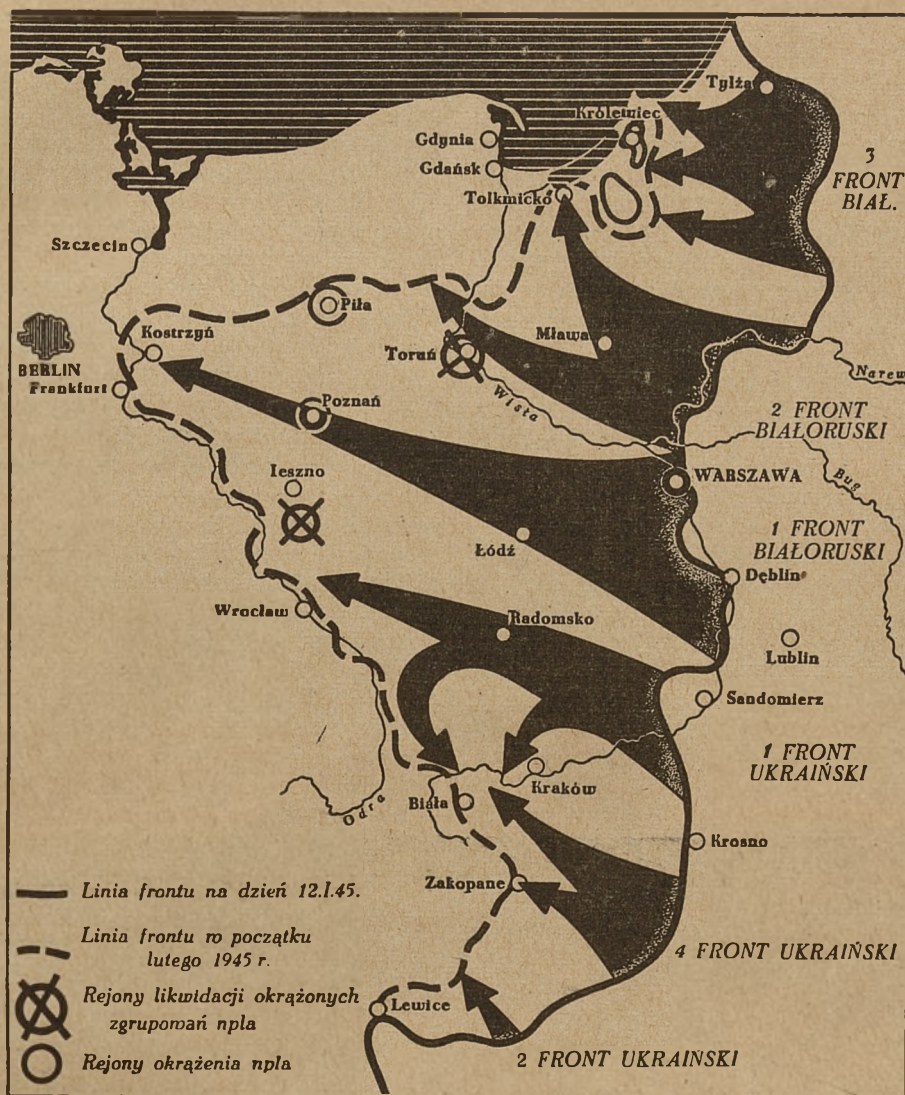 Tylża
Królewiec
Gdynia
Gdańsk
3
FRONT
BIAŁ.
Tolkmicko
Szczecin
Piła
Kostrzyń
Toruń
Mława
BERLIN
Frankfurt
Narew
Poznań
Wisła
2 FRONT
BIAŁORUSKI
Ieszno
WARSZAWA
Bug
1 FRONT
BIAŁORUSKI
Łódź
Dęblin
Wrocław
Radomsko
Lublin
Sandomierz
1 FRONT
UKRAIŃSKI
Kraków
Odra
Biała
Krosno
Zakopane
Linia frontu na dzień 12.I.45.
Linia frontu w początku
lutego 1945 r.
4 FRONT UKRAIŃSKI
Rejony likwidacji okrążonych
zgrupowań npla
Lewice
Rejony okrążenia npla
2 FRONT UKRAIŃSKI